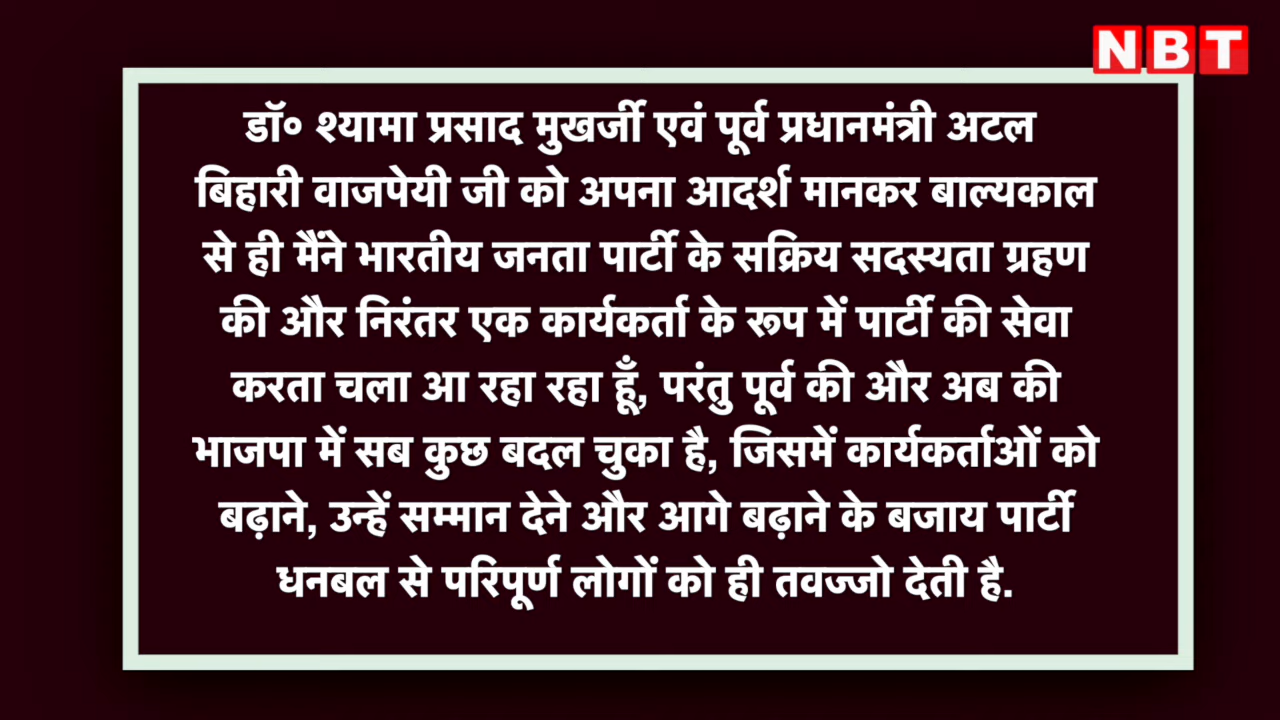 NBT
डॉ० श्यामा प्रसाद मुखर्जी एवं पूर्व प्रधानमंत्री अटल
बिहारी वाजपेयी जी को अपना आदर्श मानकर बाल्यकाल
से ही मैंने भारतीय जनता पार्टी के सक्रिय सदस्यता ग्रहण
की और निरंतर एक कार्यकर्ता के रूप में पार्टी की सेवा
करता चला आ रहा रहा हूँ, परंतु पूर्व की और अब की
भाजपा में सब कुछ बदल चुका है, जिसमें कार्यकर्ताओं को
बढ़ाने, उन्हें सम्मान देने और आगे बढ़ाने के बजाय पार्टी
धनबल से परिपूर्ण लोगों को ही तवज्जो देती है.